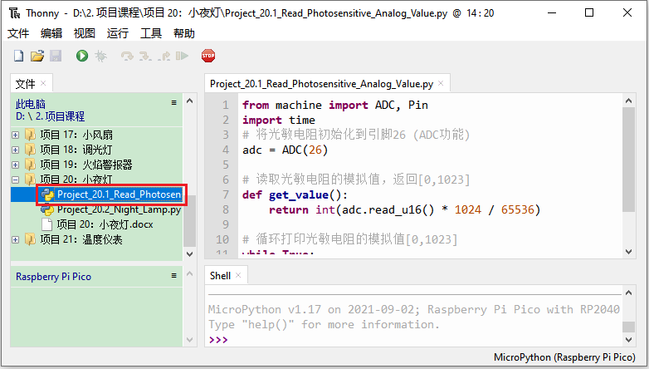 Thonny - D:\2. 项目课程\项目 20：小夜灯\Project_20.1_Read_Photosensitive_Analog_Value.py @ 14 : 20
文件 编辑 视图 运行 工具 帮助
文件
Project_20.1_Read_Photosensitive_Analog_Value.py
此电脑
D: \ 2. 项目课程
项目 17：小风扇
项目 18：调光灯
项目 19：火焰警报器
项目 20：小夜灯
Project_20.1_Read_Photosen
Project_20.2_Night_Lamp.py
项目 20：小夜灯.docx
项目 21：温度仪表
Raspberry Pi Pico
1 from machine import ADC, Pin
2 import time
3 # 将光敏电阻初始化到引脚26 (ADC功能)
4 adc = ADC(26)
5
6 # 读取光敏电阻的模拟值，返回[0,1023]
7 def get_value():
8 return int(adc.read_u16() * 1024 / 65536)
9
10 # 循环打印光敏电阻的模拟值[0,1023]
11 while True:
Shell
MicroPython v1.17 on 2021-09-02; Raspberry Pi Pico with RP2040
Type "help()" for more information.
>>>
MicroPython (Raspberry Pi Pico)